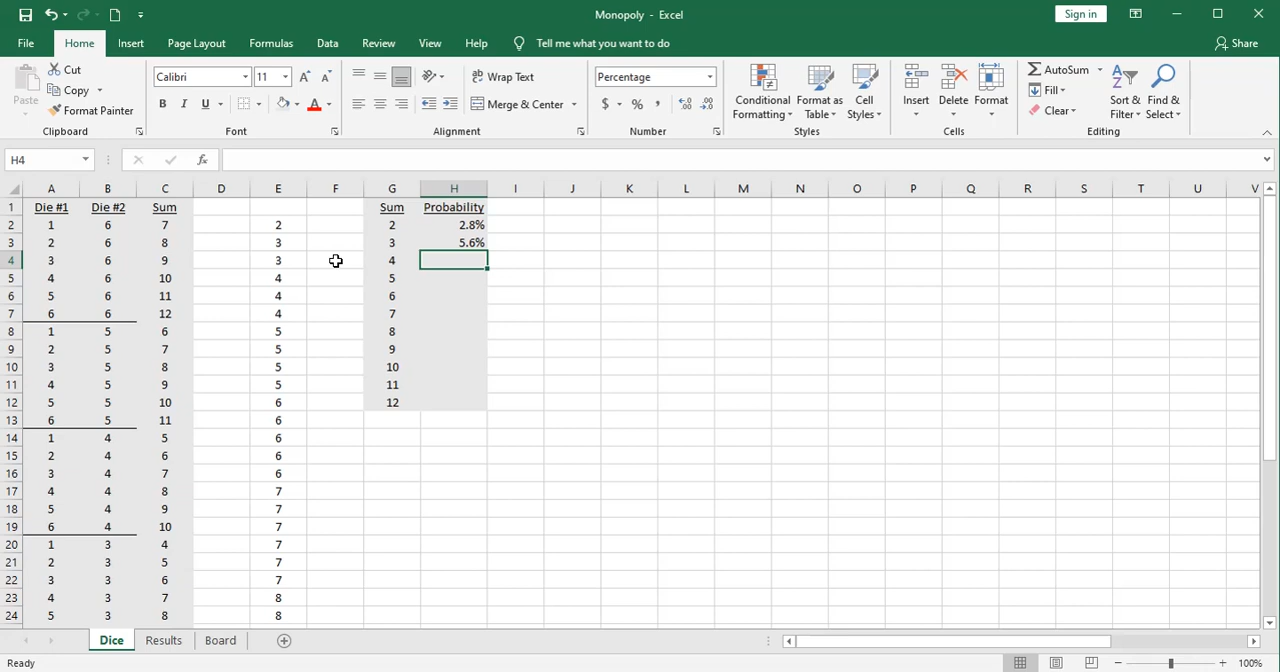 Monopoly - Excel
Sign in
File Home Insert Page Layout Formulas Data Review View Help Tell me what you want to do Share
Paste Cut Copy Format Painter Clipboard
Calibri 11 A A B I U A Font
ab Wrap Text Merge & Center Alignment
Percentage $ % , .0 .00 .00 .0 Number
Conditional Formatting Format as Table Cell Styles Styles
Insert Delete Format Cells
AutoSum Fill Clear Sort & Filter Find & Select Editing
H4 fx
A B C D E F G H I J K L M N O P Q R S T U V
1 Die #1 Die #2 Sum Sum Probability
2 1 6 7 2 2 2.8%
3 2 6 8 3 3 5.6%
4 3 6 9 3 4
5 4 6 10 4 5
6 5 6 11 4 6
7 6 6 12 4 7
8 1 5 6 5 8
9 2 5 7 5 9
10 3 5 8 5 10
11 4 5 9 5 11
12 5 5 10 6 12
13 6 5 11 6
14 1 4 5 6
15 2 4 6 6
16 3 4 7 6
17 4 4 8 7
18 5 4 9 7
19 6 4 10 7
20 1 3 4 7
21 2 3 5 7
22 3 3 6 7
23 4 3 7 8
24 5 3 8 8
Dice Results Board
Ready 100%